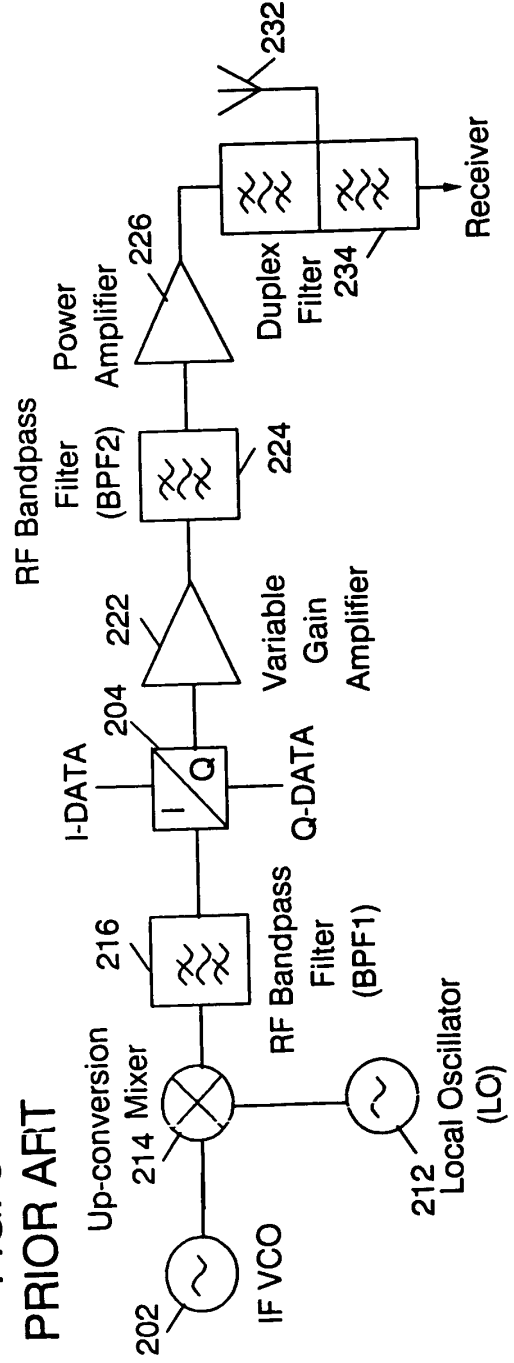 PRIOR ART
202
IF VCO
Up-conversion
Mixer
214
212
Local Oscillator
(LO)
216
RF Bandpass
Filter
(BPF1)
I-DATA
204
I
Q
Q-DATA
222
Variable
Gain
Amplifier
RF Bandpass
Filter
(BPF2)
224
Power
Amplifier
226
Duplex
Filter
234
232
Receiver